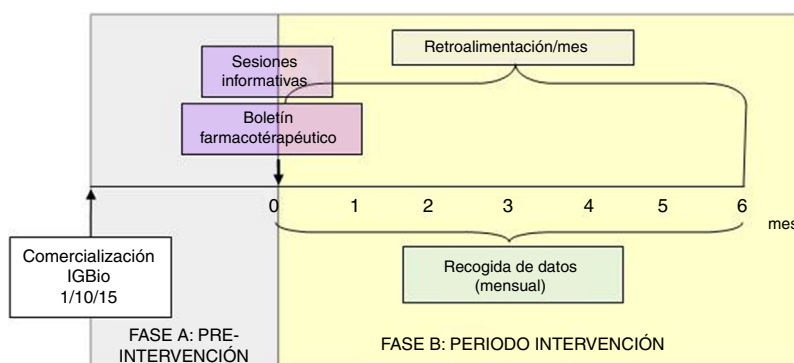 Sesiones
informativas
Retroalimentación/mes
Boletín
farmacotérapéutico
0 1 2 3 4 5 6
mes
Comercialización
IGBio
1/10/15
Recogida de datos
(mensual)
FASE A: PRE-
INTERVENCIÓN
FASE B: PERIODO INTERVENCIÓN